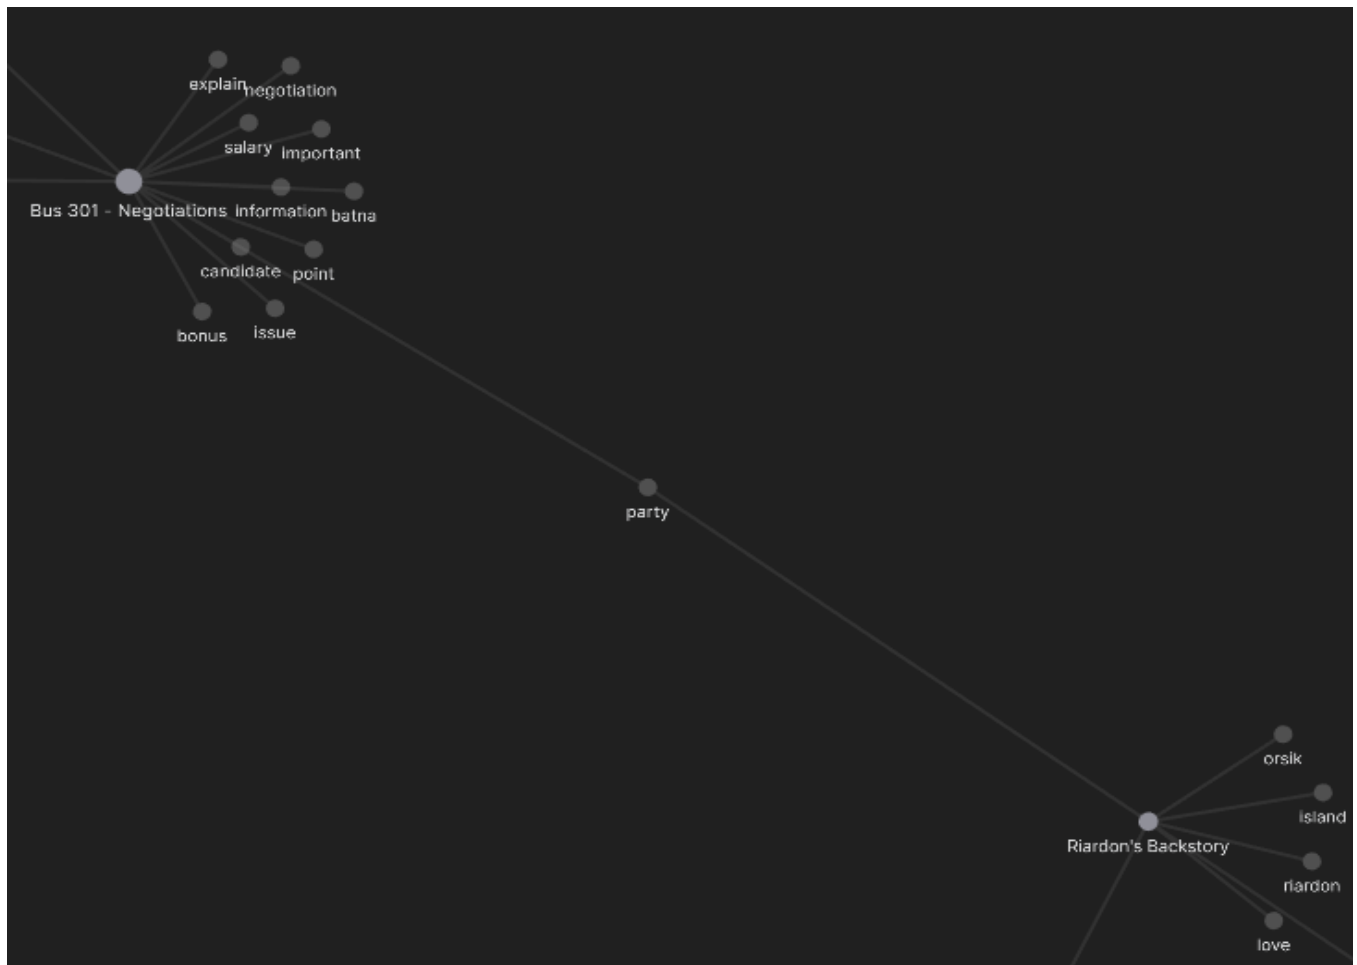 explain
negotiation
salary
important
Bus 301 - Negotiations
information
batna
candidate
point
bonus
issue
party
orsik
island
Riardon's Backstory
riardon
love